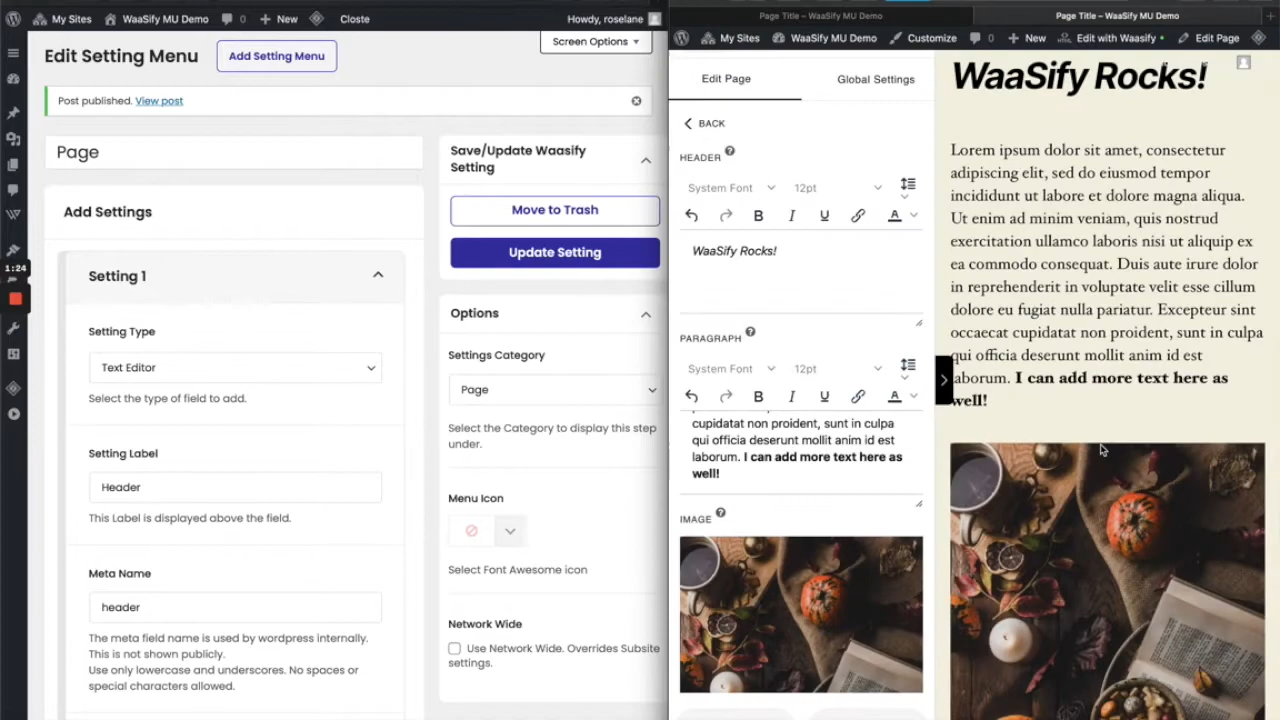 My Sites WaaSify MU Demo 0 New Closte Howdy, roselane
Edit Setting Menu
Add Setting Menu
Screen Options
Post published. View post
Page
Add Settings
Setting 1
Setting Type
Text Editor
Select the type of field to add.
Setting Label
Header
This Label is displayed above the field.
Meta Name
header
The meta field name is used by wordpress internally.
This is not shown publicly.
Use only lowercase and underscores. No spaces or
special characters allowed.
1:24
Save/Update Waasify
Setting
Move to Trash
Update Setting
Options
Settings Category
Page
Select the Category to display this step
under.
Menu Icon
Select Font Awesome icon
Network Wide
Use Network Wide. Overrides Subsite
settings.
Page Title – WaaSify MU Demo
Page Title – WaaSify MU Demo
My Sites WaaSify MU Demo Customize 0 New Edit with Waasify Edit Page
Edit Page
Global Settings
BACK
HEADER
System Font 12pt
B I U A
WaaSify Rocks!
PARAGRAPH
System Font 12pt
B I U A
cupidatat non proident, sunt in culpa
qui officia deserunt mollit anim id est
laborum. I can add more text here as
well!
IMAGE
WaaSify Rocks!
Lorem ipsum dolor sit amet, consectetur
adipiscing elit, sed do eiusmod tempor
incididunt ut labore et dolore magna aliqua.
Ut enim ad minim veniam, quis nostrud
exercitation ullamco laboris nisi ut aliquip ex
ea commodo consequat. Duis aute irure dolor
in reprehenderit in voluptate velit esse cillum
dolore eu fugiat nulla pariatur. Excepteur sint
occaecat cupidatat non proident, sunt in culpa
qui officia deserunt mollit anim id est
laborum. I can add more text here as
well!